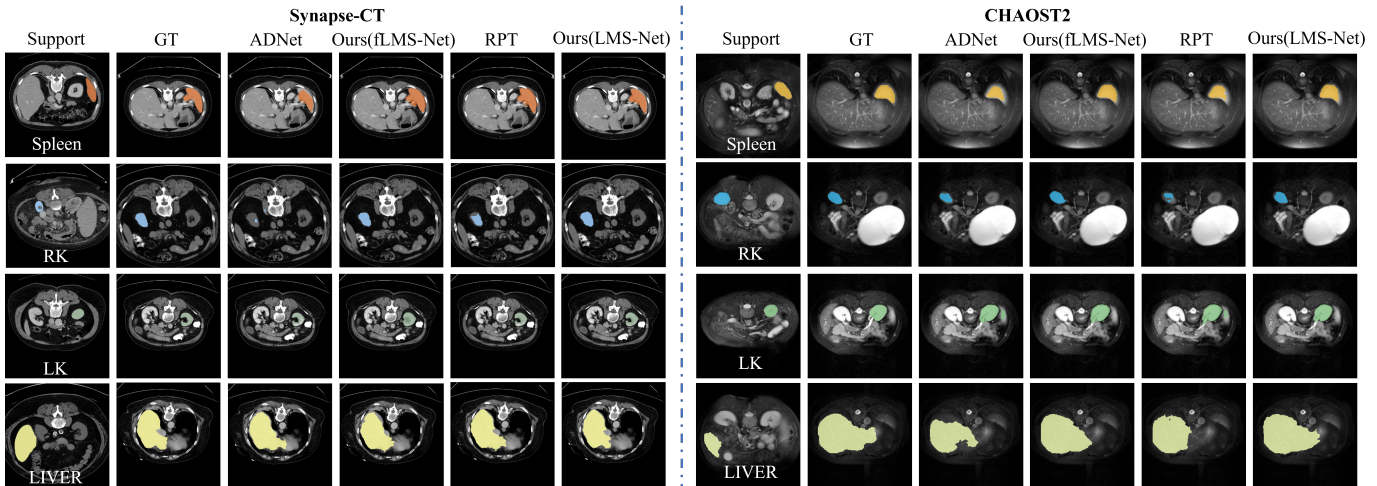 Synapse-CT
CHAOST2
Support GT ADNet Ours(fLMS-Net) RPT Ours(LMS-Net)
Support GT ADNet Ours(fLMS-Net) RPT Ours(LMS-Net)
Spleen
Spleen
RK
RK
LK
LK
LIVER
LIVER